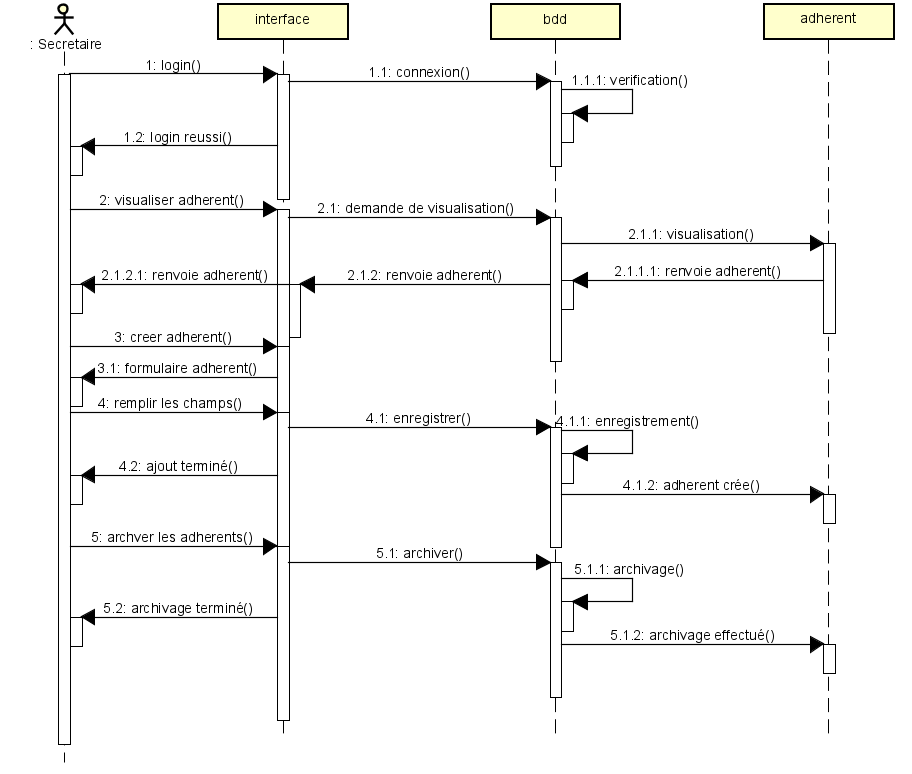 : Secretaire
interface
bdd
adherent
1: login()
1.1: connexion()
1.1.1: verification()
1.2: login reussi()
2: visualiser adherent()
2.1: demande de visualisation()
2.1.1: visualisation()
2.1.2.1: renvoie adherent()
2.1.2: renvoie adherent()
2.1.1.1: renvoie adherent()
3: creer adherent()
3.1: formulaire adherent()
4: remplir les champs()
4.1: enregistrer()
4.1.1: enregistrement()
4.2: ajout terminé()
4.1.2: adherent crée()
5: archver les adherents()
5.1: archiver()
5.1.1: archivage()
5.2: archivage terminé()
5.1.2: archivage effectué()